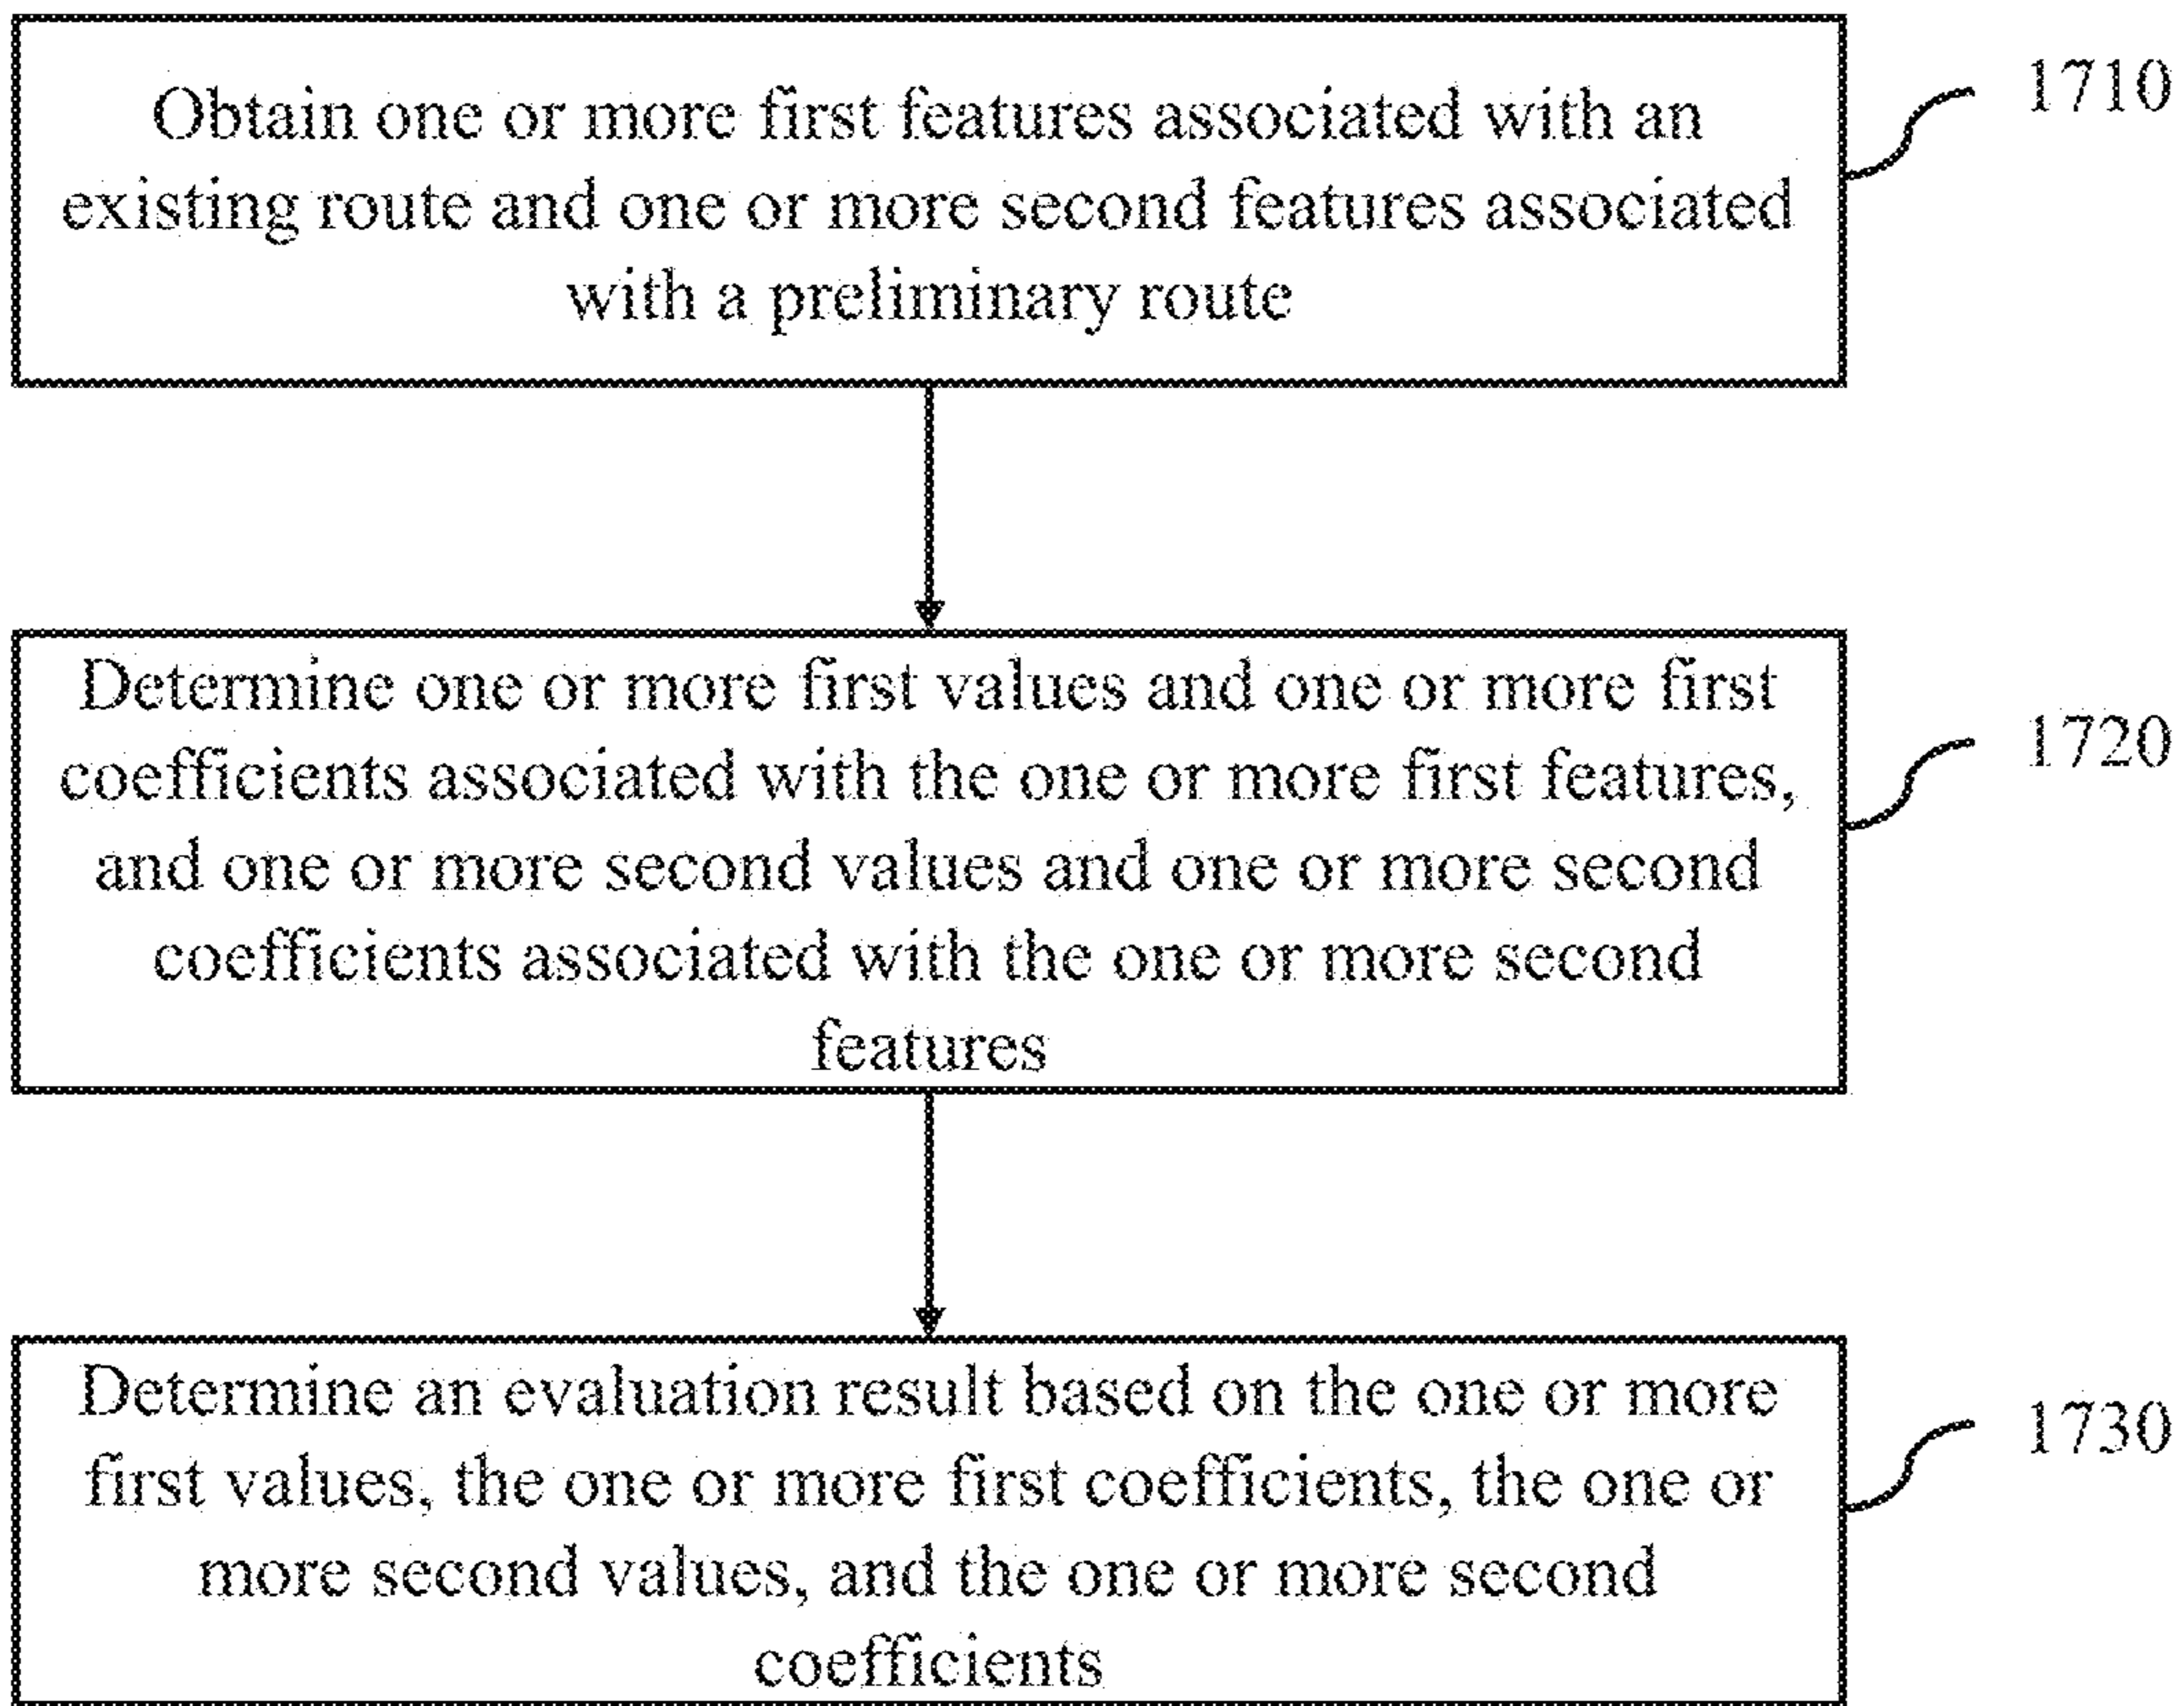 Obtain one or more first features associated with an
existing route and one or more second features associated
with a preliminary route
1710
Determine one or more first values and one or more first
coefficients associated with the one or more first features,
and one or more second values and one or more second
coefficients associated with the one or more second
features
1720
Determine an evaluation result based on the one or more
first values, the one or more first coefficients, the one or
more second values, and the one or more second
coefficients
1730